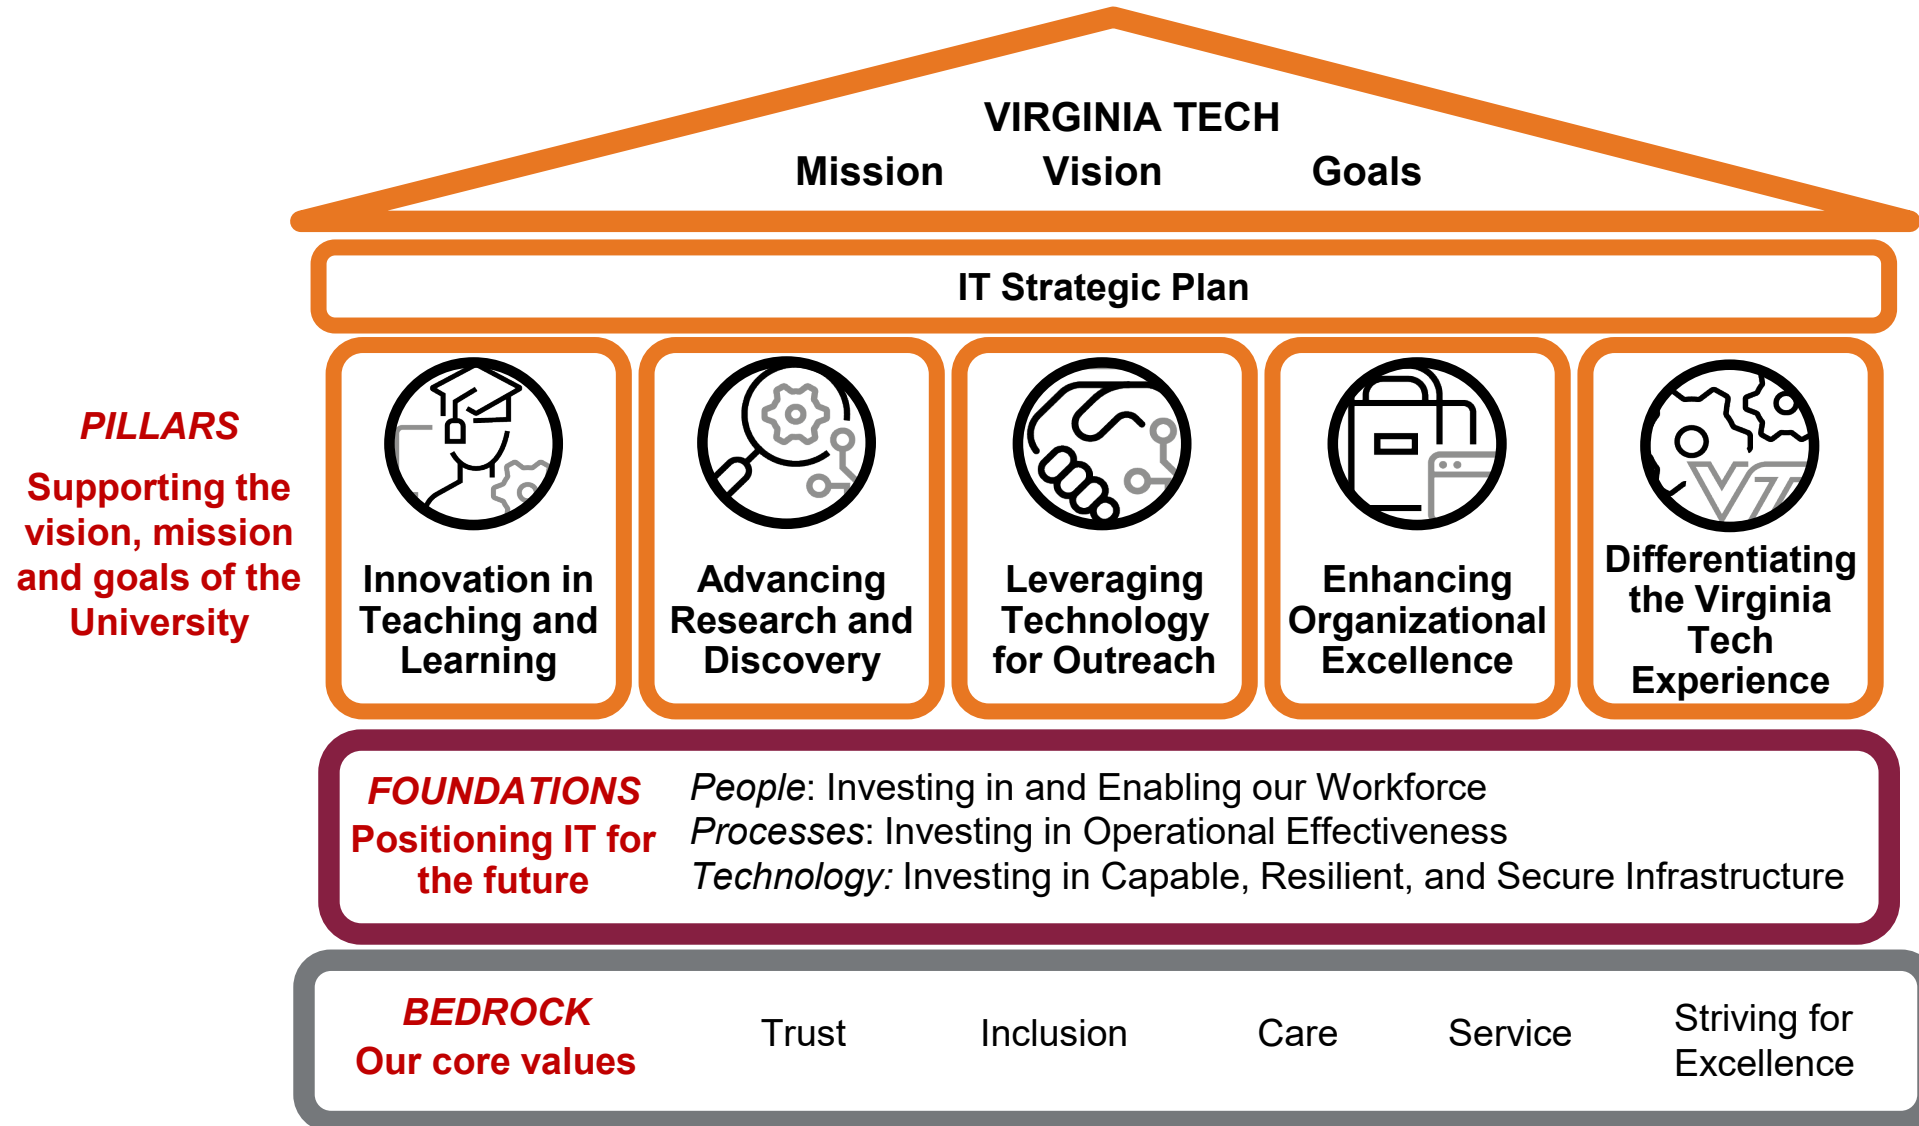 VIRGINIA TECH
Mission Vision Goals
IT Strategic Plan
PILLARS
Supporting the
vision, mission
and goals of the
University
Innovation in
Teaching and
Learning
Advancing
Research and
Discovery
Leveraging
Technology
for Outreach
Enhancing
Organizational
Excellence
VT
Differentiating
the Virginia
Tech
Experience
FOUNDATIONS
Positioning IT for
the future
People: Investing in and Enabling our Workforce
Processes: Investing in Operational Effectiveness
Technology: Investing in Capable, Resilient, and Secure Infrastructure
BEDROCK
Our core values
Trust
Inclusion
Care
Service
Striving for
Excellence